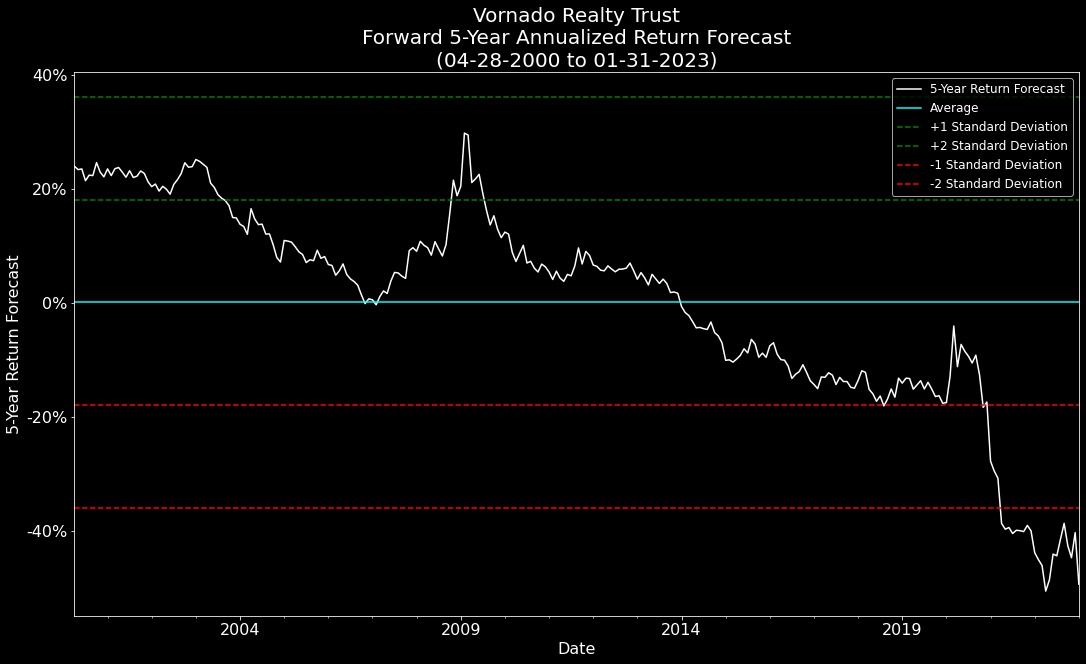 Vornado Realty Trust
Forward 5-Year Annualized Return Forecast
(04-28-2000 to 01-31-2023)
40%
20%
0%
-20%
-40%
5-Year Return Forecast
5-Year Return Forecast
Average
+1 Standard Deviation
+2 Standard Deviation
-1 Standard Deviation
-2 Standard Deviation
2004
2009
2014
2019
Date